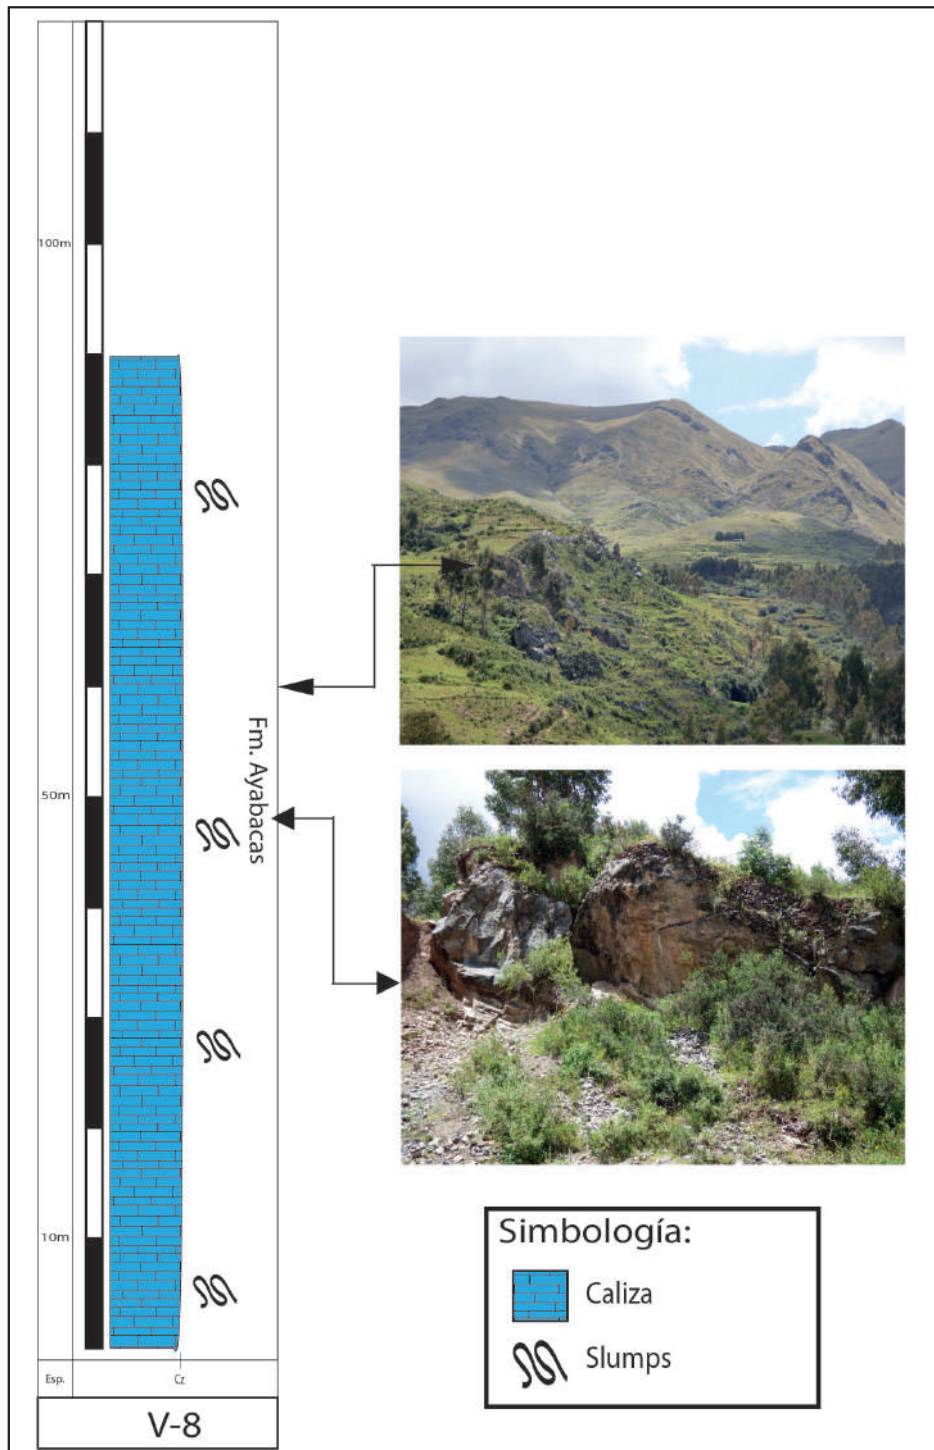 100m
50m
10m
Fm. Ayabacas
Esp.
Cz
V-8
Simbología:
Caliza
Slumps